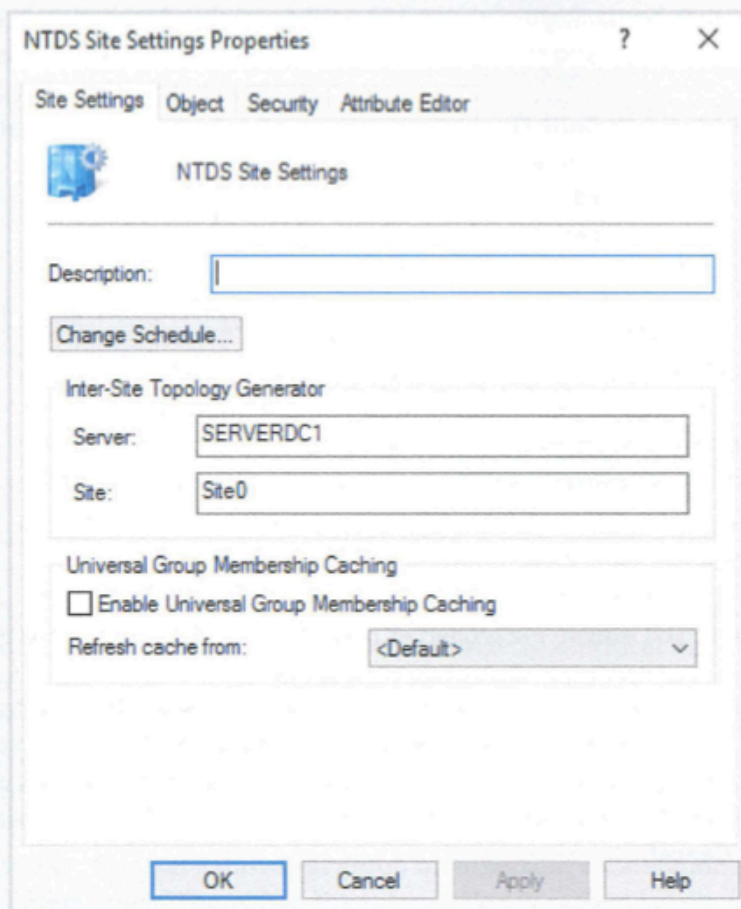 NTDS Site Settings Properties ? ×
Site Settings Object Security Attribute Editor
NTDS Site Settings
Description:
Change Schedule...
Inter-Site Topology Generator
Server: SERVERDC1
Site: Site0
Universal Group Membership Caching
Enable Universal Group Membership Caching
Refresh cache from: <Default>
OK Cancel Apply Help